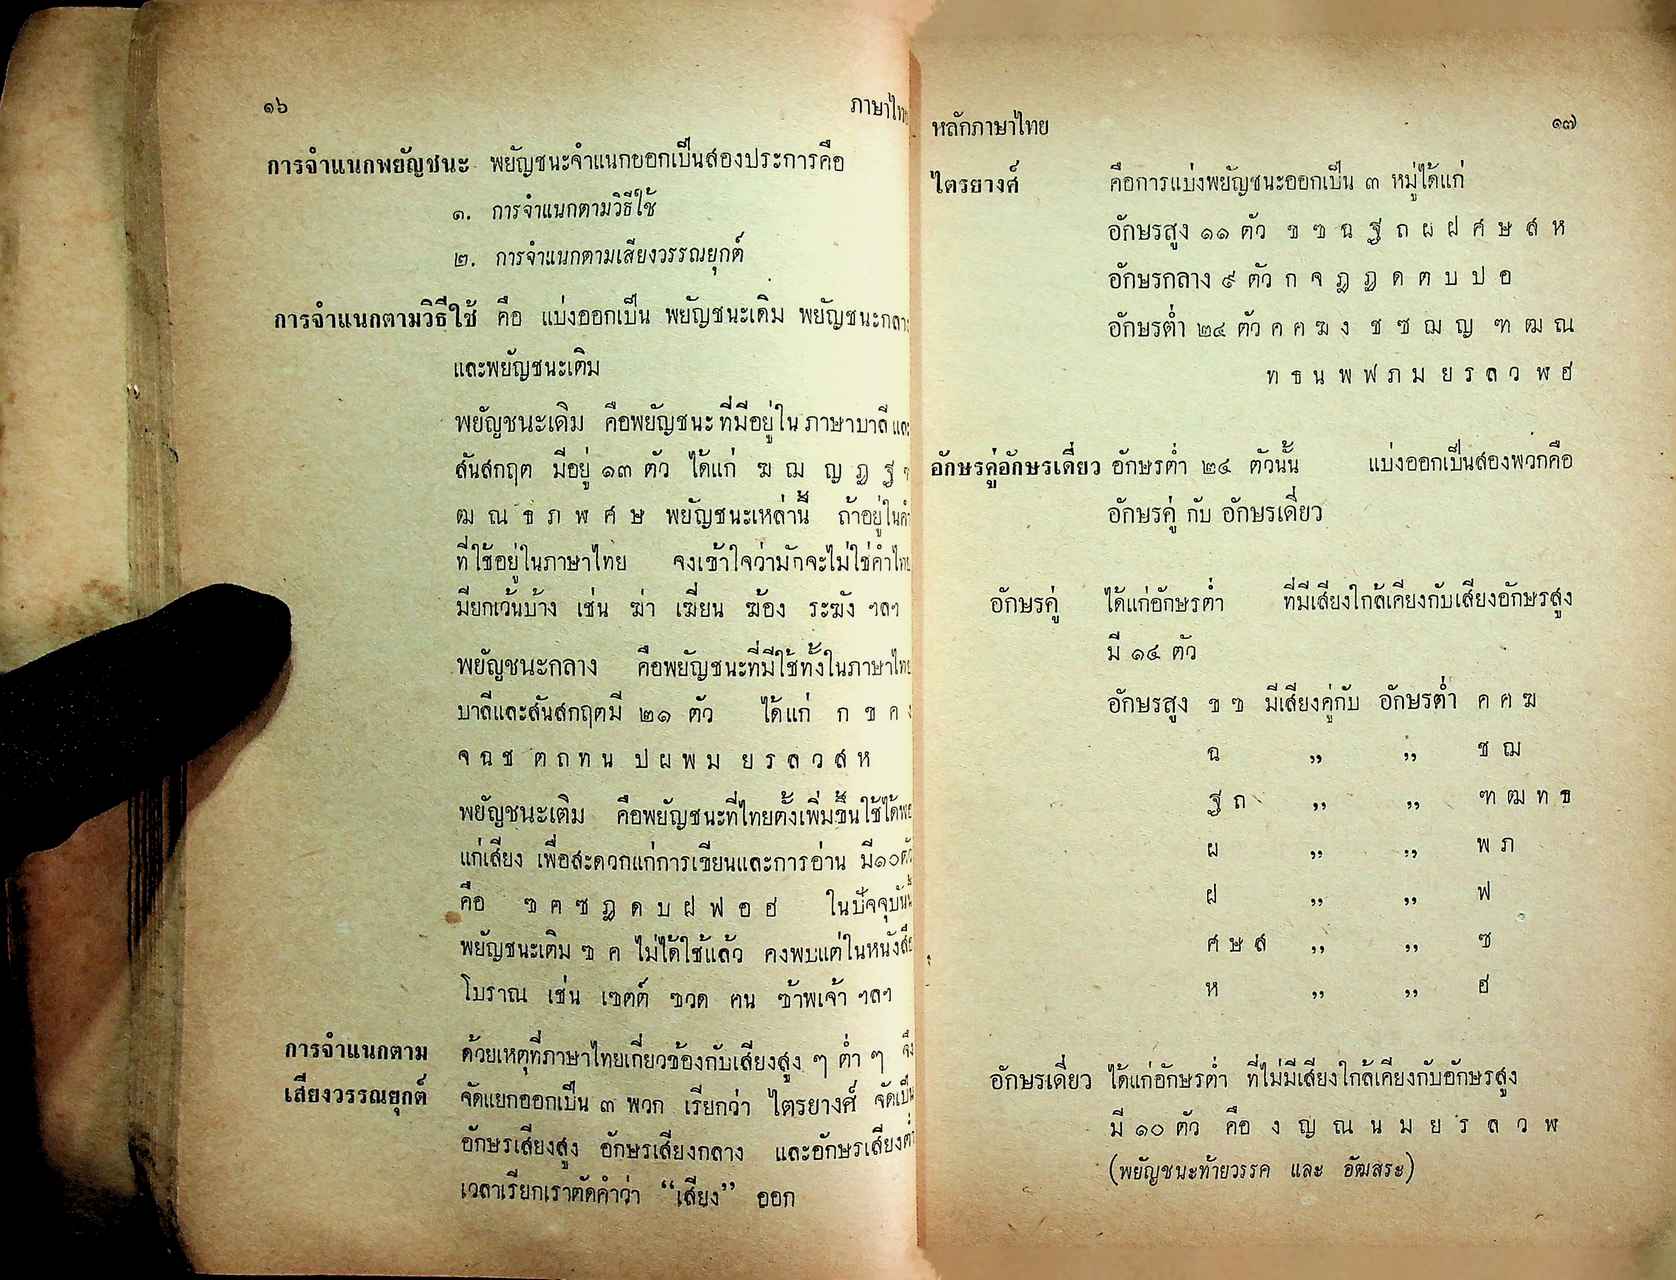 ๑๖
ภาษาไทย
การจำแนกพยัญชนะ พยัญชนะจำแนกออกเป็นสองประการคือ
๑. การจำแนกตามวิธีใช้
๒. การจำแนกตามเสียงวรรณยุกต์
การจำแนกตามวิธีใช้ คือ แบ่งออกเป็น พยัญชนะเดิม พยัญชนะกลาง
และพยัญชนะเติม
พยัญชนะเดิม คือพยัญชนะที่มีอยู่ในภาษาบาลีและ
สันสกฤต มีอยู่ ๑๓ ตัว ได้แก่ ฆ ฌ ญ ฏ ฐ
ฒ ณ ธ ภ พ ศ ษ พยัญชนะเหล่านี้ ถ้าอยู่ในคำ
ที่ใช้อยู่ในภาษาไทย จงเข้าใจว่ามักจะไม่ใช่คำไทย
มียกเว้นบ้าง เช่น ฆ่า เฆี่ยน ฆ้อง ระฆัง ฯลฯ
พยัญชนะกลาง คือพยัญชนะที่มีใช้ทั้งในภาษาไทย
บาลีและสันสกฤตมี ๒๑ ตัว ได้แก่ ก ข ค ง
จ ฉ ช ต ถ ท น ป ผ พ ม ย ร ล ว ส ห
พยัญชนะเติม คือพยัญชนะที่ไทยตั้งเพิ่มขึ้นใช้ได้พอ
แก่เสียง เพื่อสะดวกแก่การเขียนและการอ่าน มี๑๐ตัว
คือ ฃ ฅ ซ ฎ ด บ ฝ ฟ อ ฮ ในปัจจุบันนี้
พยัญชนะเติม ฃ ฅ ไม่ได้ใช้แล้ว คงพบแต่ในหนังสือ
โบราณ เช่น เฃตต์ ฃวด ฅน ฃ้าพเจ้า ฯลฯ
การจำแนกตาม ด้วยเหตุที่ภาษาไทยเกี่ยวข้องกับเสียงสูง ๆ ต่ำ ๆ จึง
เสียงวรรณยุกต์ จัดแยกออกเป็น ๓ พวก เรียกว่า ไตรยางศ์ จัดเป็น
อักษรเสียงสูง อักษรเสียงกลาง และอักษรเสียงต่ำ
เวลาเรียกเราตัดคำว่า “เสียง” ออก
หลักภาษาไทย
๑๗
ไตรยางศ์ คือการแบ่งพยัญชนะออกเป็น ๓ หมู่ได้แก่
อักษรสูง ๑๑ ตัว ข ฃ ฉ ฐ ถ ผ ฝ ศ ษ ส ห
อักษรกลาง ๙ ตัว ก จ ฎ ฏ ด ต บ ป อ
อักษรต่ำ ๒๔ ตัว ค ฅ ฆ ง ช ซ ฌ ญ ฑ ฒ ณ
ท ธ น พ ฟ ภ ม ย ร ล ว ฬ ฮ
อักษรคู่อักษรเดี่ยว อักษรต่ำ ๒๔ ตัวนั้น แบ่งออกเป็นสองพวกคือ
อักษรคู่ กับ อักษรเดี่ยว
อักษรคู่ ได้แก่อักษรต่ำ ที่มีเสียงใกล้เคียงกับเสียงอักษรสูง
มี ๑๔ ตัว
อักษรสูง ข ฃ มีเสียงคู่กับ อักษรต่ำ ค ฅ ฆ
ฉ ,, ,, ช ฌ
ฐ ถ ,, ,, ฑ ฒ ท ธ
ผ ,, ,, พ ภ
ฝ ,, ,, ฟ
ศ ษ ส ,, ,, ซ
ห ,, ,, ฮ
อักษรเดี่ยว ได้แก่อักษรต่ำ ที่ไม่มีเสียงใกล้เคียงกับอักษรสูง
มี ๑๐ ตัว คือ ง ญ ณ น ม ย ร ล ว ฬ
(พยัญชนะท้ายวรรค และ อัฒสระ)